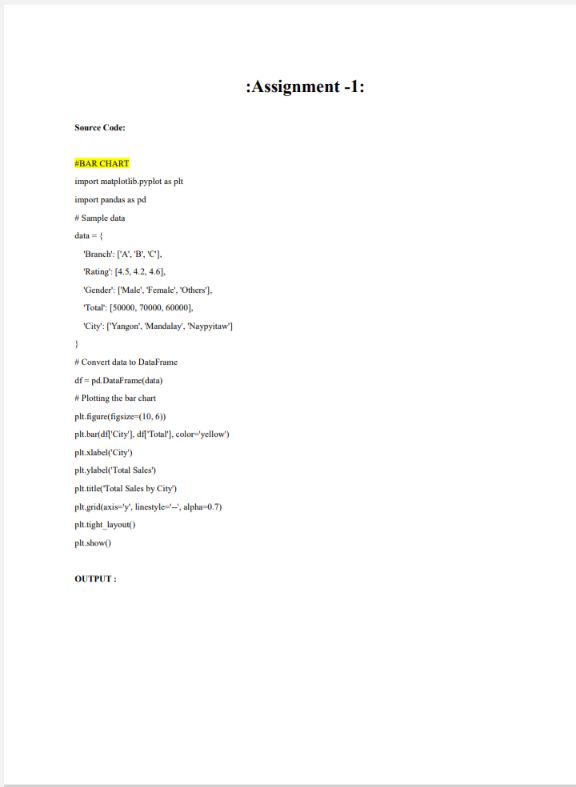 :Assignment -1:
Source Code:
#BAR CHART
import matplotlib.pyplot as plt
import pandas as pd
# Sample data
data = {
'Branch': ['A', 'B', 'C'],
'Rating': [4.5, 4.2, 4.6],
'Gender': ['Male', 'Female', 'Others'],
'Total': [50000, 70000, 60000],
'City': ['Yangon', 'Mandalay', 'Naypyitaw']
}
# Convert data to DataFrame
df = pd.DataFrame(data)
# Plotting the bar chart
plt.figure(figsize=(10, 6))
plt.bar(df['City'], df['Total'], color='yellow')
plt.xlabel('City')
plt.ylabel('Total Sales')
plt.title('Total Sales by City')
plt.grid(axis='y', linestyle='--', alpha=0.7)
plt.tight_layout()
plt.show()
OUTPUT :